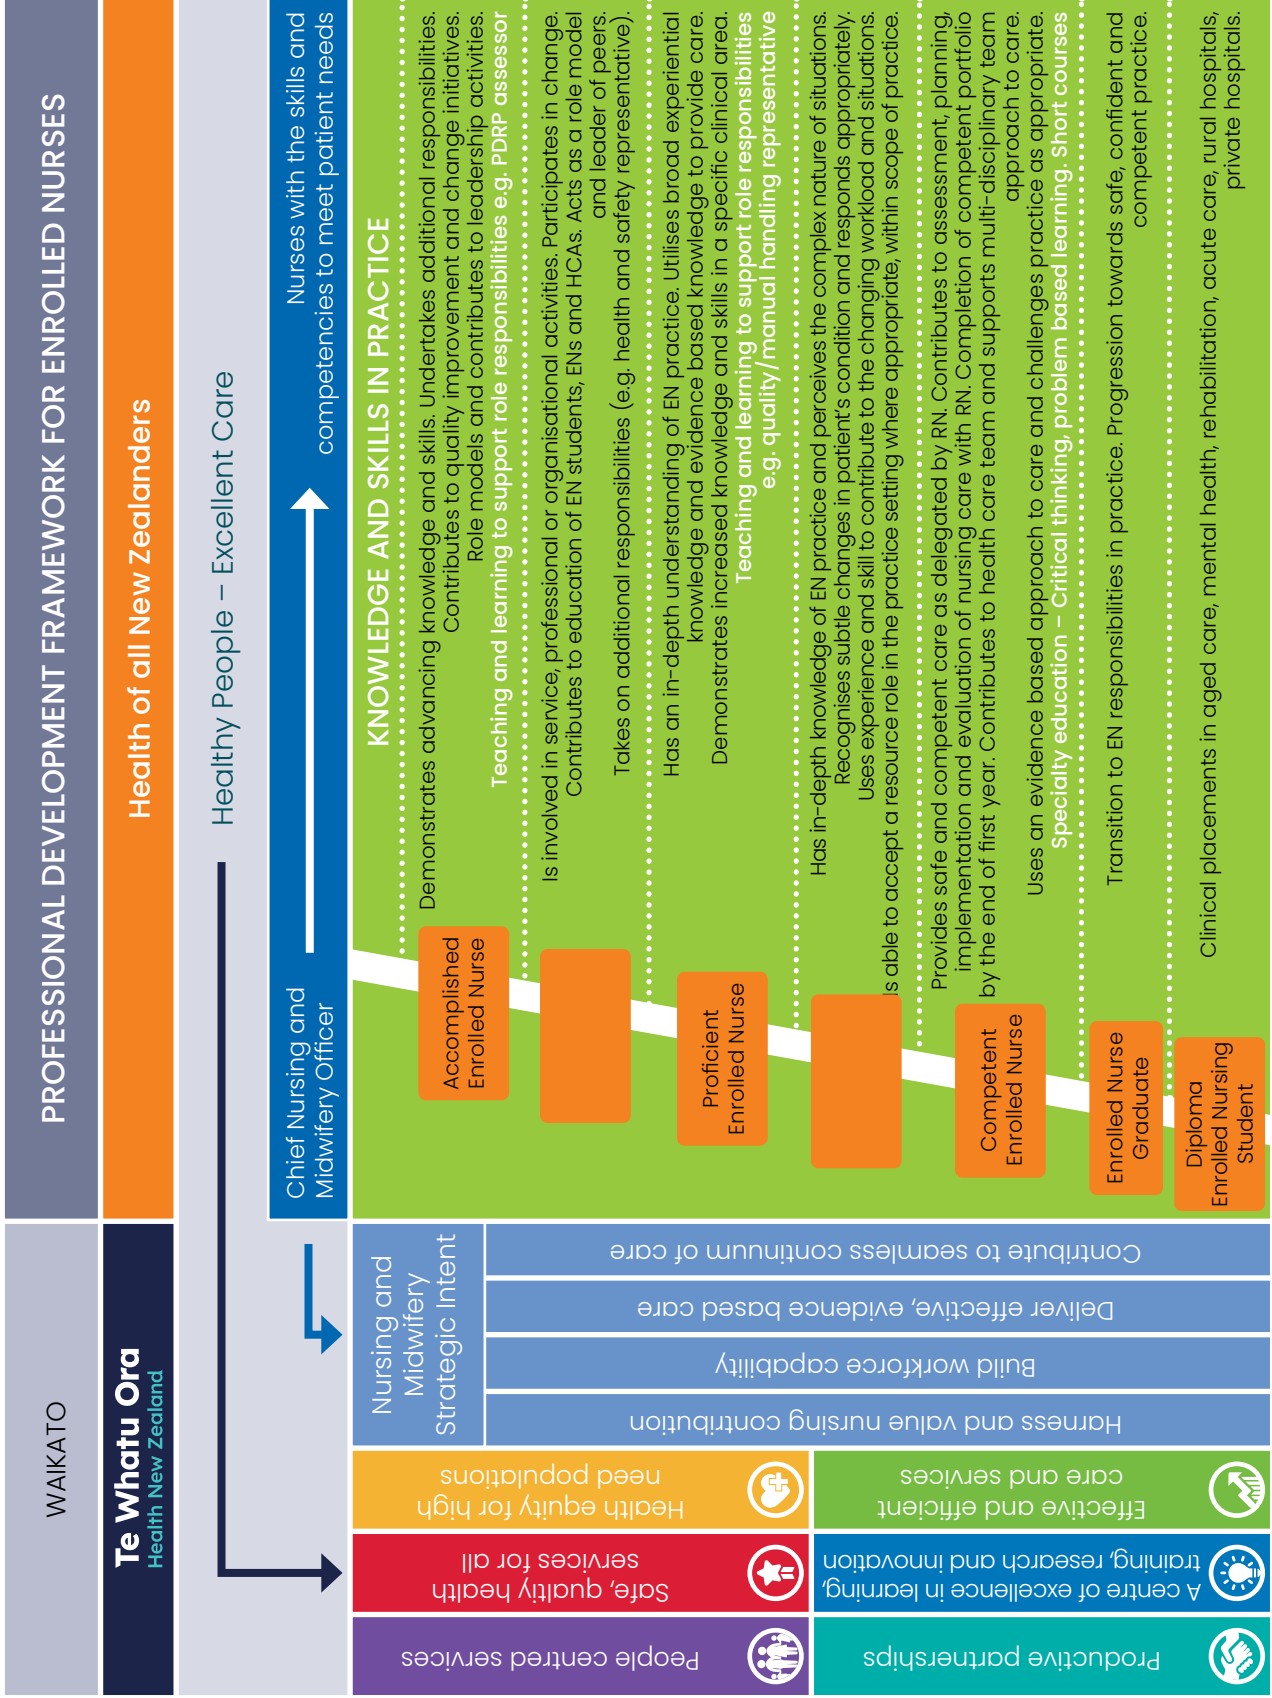 WAIKATO
PROFESSIONAL DEVELOPMENT FRAMEWORK FOR ENROLLED NURSES
Te Whatu Ora
Health New Zealand
Health of all New Zealanders
Healthy People – Excellent Care
Chief Nursing and
Midwifery Officer
Nurses with the skills and
competencies to meet patient needs
People centred services
Safe, qualtiy health
services for all
Health equity for high
need populations
Productive partnerships
A centre of excellence in learning,
training, research and innovation
Effective and efficient
care and services
Nursing and
Midwifery
Strategic Intent
Harness and value nursing contribution
Build workforce capability
Deliver effective, evidence based care
Contribute to seamless continuum of care
KNOWLEDGE AND SKILLS IN PRACTICE
Accomplished
Enrolled Nurse
Demonstrates advancing knowledge and skills. Undertakes additional responsibilities.
Contributes to quality improvement and change initiatives.
Role models and contributes to leadership activities.
Teaching and learning to support role responsibilities e.g. PDRP assessor
Is involved in service, professional or organisational activities. Participates in change.
Contributes to education of EN students, ENs and HCAs. Acts as a role model
and leader of peers.
Takes on additional responsibilities (e.g. health and safety representative).
Proficient
Enrolled Nurse
Has an in-depth understanding of EN practice. Utilises broad experiential
knowledge and evidence based knowledge to provide care.
Demonstrates increased knowledge and skills in a specific clinical area.
Teaching and learning to support role responsibilities
e.g. quality/manual handling representative
Has in-depth knowledge of EN practice and perceives the complex nature of situations.
Recognises subtle changes in patient's condition and responds appropriately.
Uses experience and skill to contribute to the changing workload and situations.
Is able to accept a resource role in the practice setting where appropriate, within scope of practice.
Competent
Enrolled Nurse
Provides safe and competent care as delegated by RN. Contributes to assessment, planning,
implementation and evaluation of nursing care with RN. Completion of competent portfolio
by the end of first year. Contributes to health care team and supports multi-disciplinary team
approach to care.
Uses an evidence based approach to care and challenges practice as appropriate.
Specialty education – Critical thinking, problem based learning. Short courses
Enrolled Nurse
Graduate
Transition to EN responsibilities in practice. Progression towards safe, confident and
competent practice.
Diploma
Enrolled Nursing
Student
Clinical placements in aged care, mental health, rehabilitation, acute care, rural hospitals,
private hospitals.